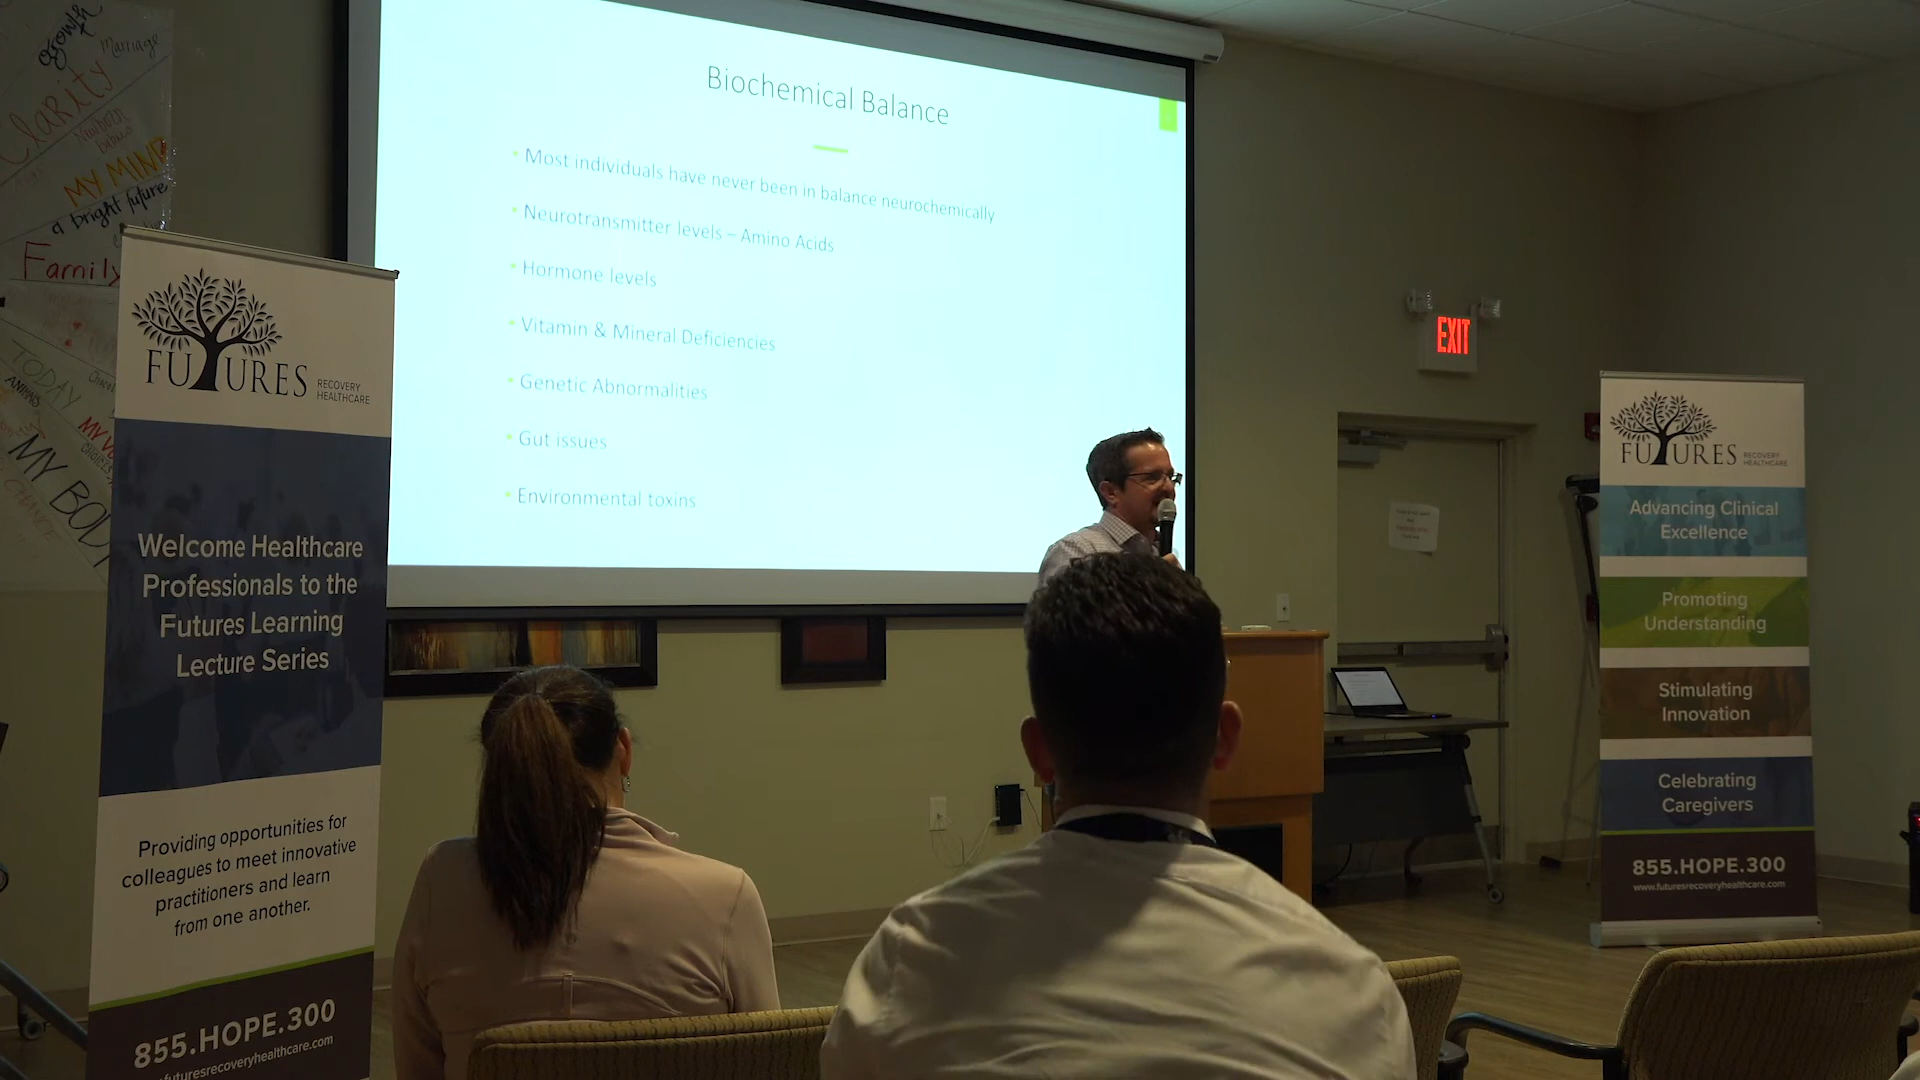 growth
Marriage
Clarity
Newborn
babies
MY MIND
a bright future
Family
TODAY
ANIMALS
MY BODY
CHANGE
FUTURES
RECOVERY
HEALTHCARE
Welcome Healthcare
Professionals to the
Futures Learning
Lecture Series
Providing opportunities for
colleagues to meet innovative
practitioners and learn
from one another.
855.HOPE.300
futuresrecoveryhealthcare.com
Biochemical Balance
• Most individuals have never been in balance neurochemically
• Neurotransmitter levels – Amino Acids
• Hormone levels
• Vitamin & Mineral Deficiencies
• Genetic Abnormalities
• Gut issues
• Environmental toxins
EXIT
FUTURES
RECOVERY
HEALTHCARE
Advancing Clinical
Excellence
Promoting
Understanding
Stimulating
Innovation
Celebrating
Caregivers
855.HOPE.300
www.futuresrecoveryhealthcare.com